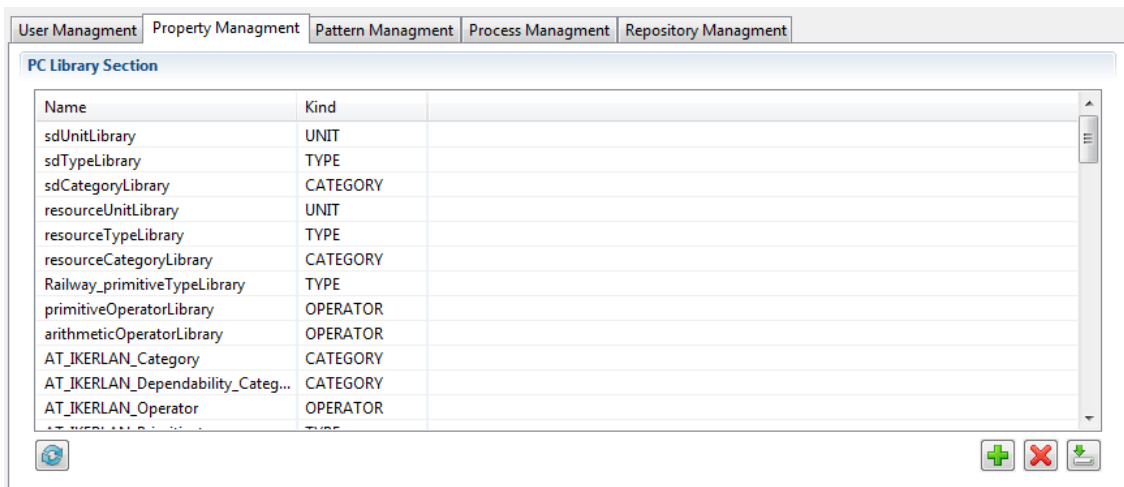 User Managment Property Managment Pattern Managment Process Managment Repository Managment
PC Library Section
Name Kind
sdUnitLibrary UNIT
sdTypeLibrary TYPE
sdCategoryLibrary CATEGORY
resourceUnitLibrary UNIT
resourceTypeLibrary TYPE
resourceCategoryLibrary CATEGORY
Railway_primitiveTypeLibrary TYPE
primitiveOperatorLibrary OPERATOR
arithmeticOperatorLibrary OPERATOR
AT_IKERLAN_Category CATEGORY
AT_IKERLAN_Dependability_Categ... CATEGORY
AT_IKERLAN_Operator OPERATOR